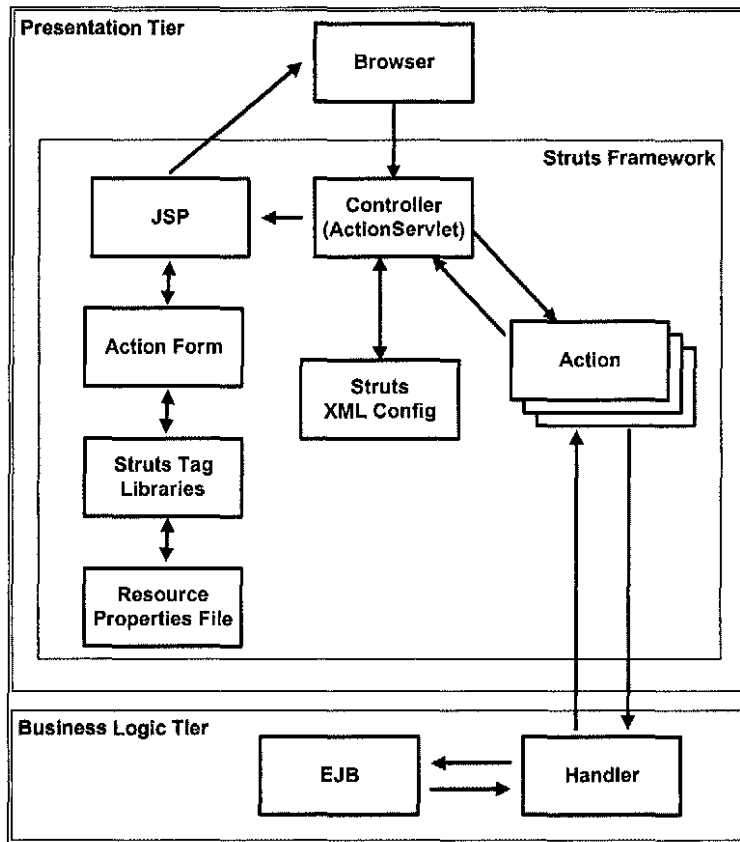 Presentation Tier
Browser
Struts Framework
JSP
Controller
(ActionServlet)
Action Form
Struts
XML Config
Action
Struts Tag
Libraries
Resource
Properties File
Business Logic Tier
EJB
Handler